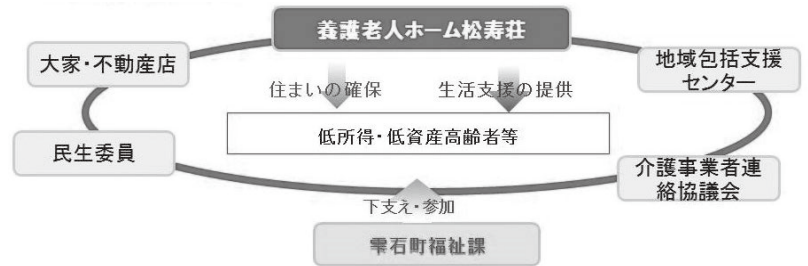 養護老人ホーム松寿荘
大家・不動産店
地域包括支援
センター
住まいの確保
生活支援の提供
低所得・低資産高齢者等
民生委員
介護事業者連
絡協議会
下支え・参加
雫石町福祉課